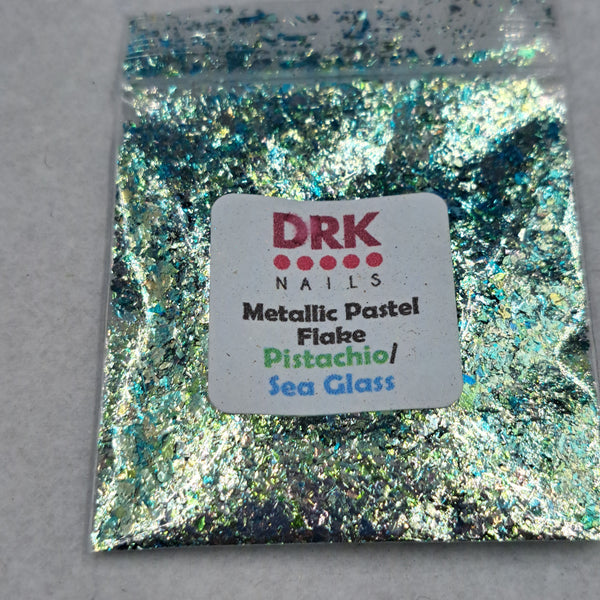 DRK
NAILS
Metallic Pastel
Flake
Pistachio/
Sea Glass